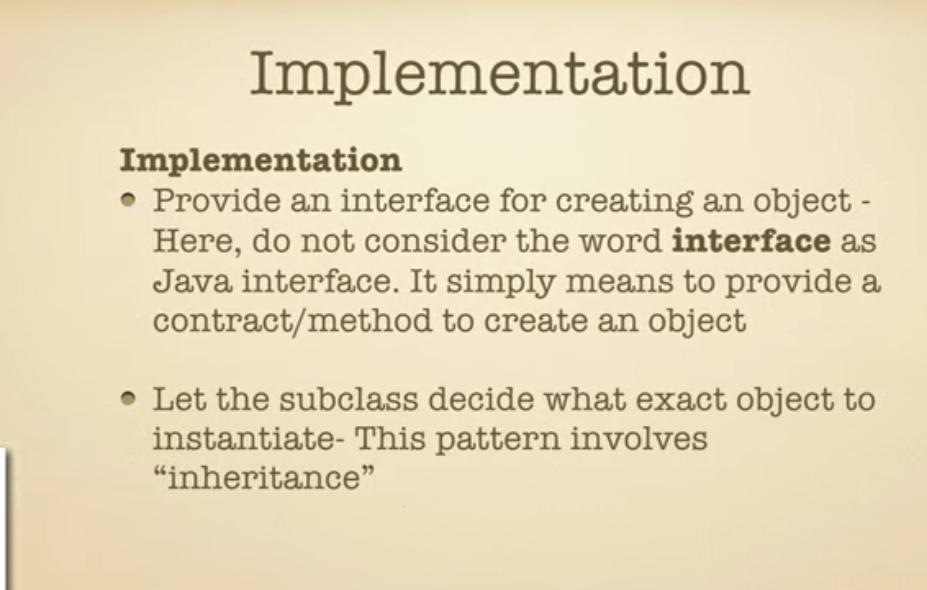 Implementation
Implementation
• Provide an interface for creating an object -
Here, do not consider the word interface as
Java interface. It simply means to provide a
contract/method to create an object
• Let the subclass decide what exact object to
instantiate- This pattern involves
“inheritance”